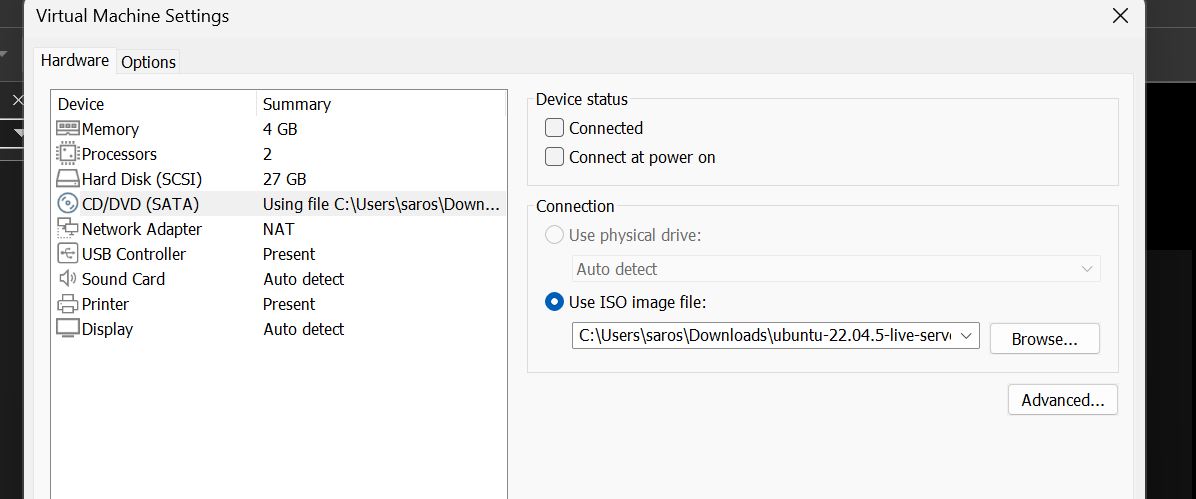 Virtual Machine Settings
Hardware Options
Device Summary
Memory 4 GB
Processors 2
Hard Disk (SCSI) 27 GB
CD/DVD (SATA) Using file C:\Users\saros\Down...
Network Adapter NAT
USB Controller Present
Sound Card Auto detect
Printer Present
Display Auto detect
Device status
Connected
Connect at power on
Connection
Use physical drive:
Auto detect
Use ISO image file:
C:\Users\saros\Downloads\ubuntu-22.04.5-live-serv
Browse...
Advanced...